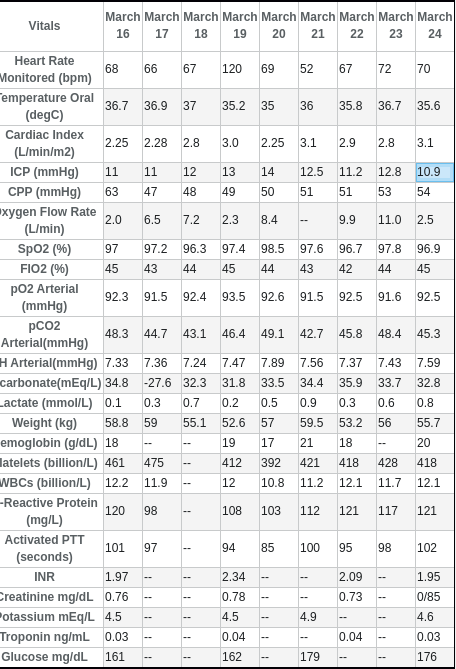 Vitals March 16 March 17 March 18 March 19 March 20 March 21 March 22 March 23 March 24
Heart Rate Monitored (bpm) 68 66 67 120 69 52 67 72 70
Temperature Oral (degC) 36.7 36.9 37 35.2 35 36 35.8 36.7 35.6
Cardiac Index (L/min/m2) 2.25 2.28 2.8 3.0 2.25 3.1 2.9 2.8 3.1
ICP (mmHg) 11 11 12 13 14 12.5 11.2 12.8 10.9
CPP (mmHg) 63 47 48 49 50 51 51 53 54
xygen Flow Rate (L/min) 2.0 6.5 7.2 2.3 8.4 -- 9.9 11.0 2.5
SpO2 (%) 97 97.2 96.3 97.4 98.5 97.6 96.7 97.8 96.9
FIO2 (%) 45 43 44 45 44 43 42 44 45
pO2 Arterial (mmHg) 92.3 91.5 92.4 93.5 92.6 91.5 92.5 91.6 92.5
pCO2 Arterial(mmHg) 48.3 44.7 43.1 46.4 49.1 42.7 45.8 48.4 45.3
H Arterial(mmHg) 7.33 7.36 7.24 7.47 7.89 7.56 7.37 7.43 7.59
carbonate(mEq/L) 34.8 -27.6 32.3 31.8 33.5 34.4 35.9 33.7 32.8
Lactate (mmol/L) 0.1 0.3 0.7 0.2 0.5 0.9 0.3 0.6 0.8
Weight (kg) 58.8 59 55.1 52.6 57 59.5 53.2 56 55.7
emoglobin (g/dL) 18 -- -- 19 17 21 18 -- 20
latelets (billion/L) 461 475 -- 412 392 421 418 428 418
WBCs (billion/L) 12.2 11.9 -- 12 10.8 11.2 12.1 11.7 12.1
-Reactive Protein (mg/L) 120 98 -- 108 103 112 121 117 121
Activated PTT (seconds) 101 97 -- 94 85 100 95 98 102
INR 1.97 -- -- 2.34 -- -- 2.09 -- 1.95
Creatinine mg/dL 0.76 -- -- 0.78 -- -- 0.73 -- 0/85
Potassium mEq/L 4.5 -- -- 4.5 -- 4.9 -- -- 4.6
Troponin ng/mL 0.03 -- -- 0.04 -- -- 0.04 -- 0.03
Glucose mg/dL 161 -- -- 162 -- 179 -- -- 176